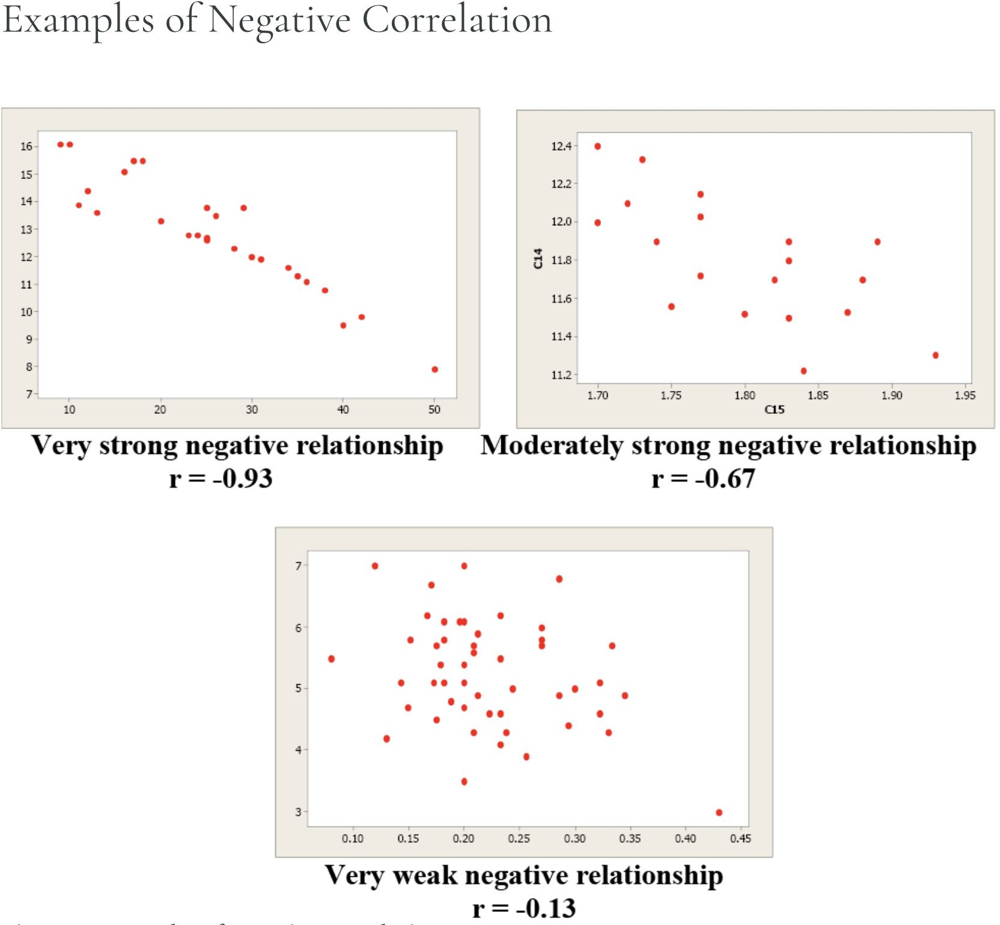 Examples of Negative Correlation
16
15
14
13
12
11
10
9
8
7
10 20 30 40 50
Very strong negative relationship
r = -0.93
12.4
12.2
12.0
11.8
11.6
11.4
11.2
C14
1.70 1.75 1.80 1.85 1.90 1.95
C15
Moderately strong negative relationship
r = -0.67
7
6
5
4
3
0.10 0.15 0.20 0.25 0.30 0.35 0.40 0.45
Very weak negative relationship
r = -0.13